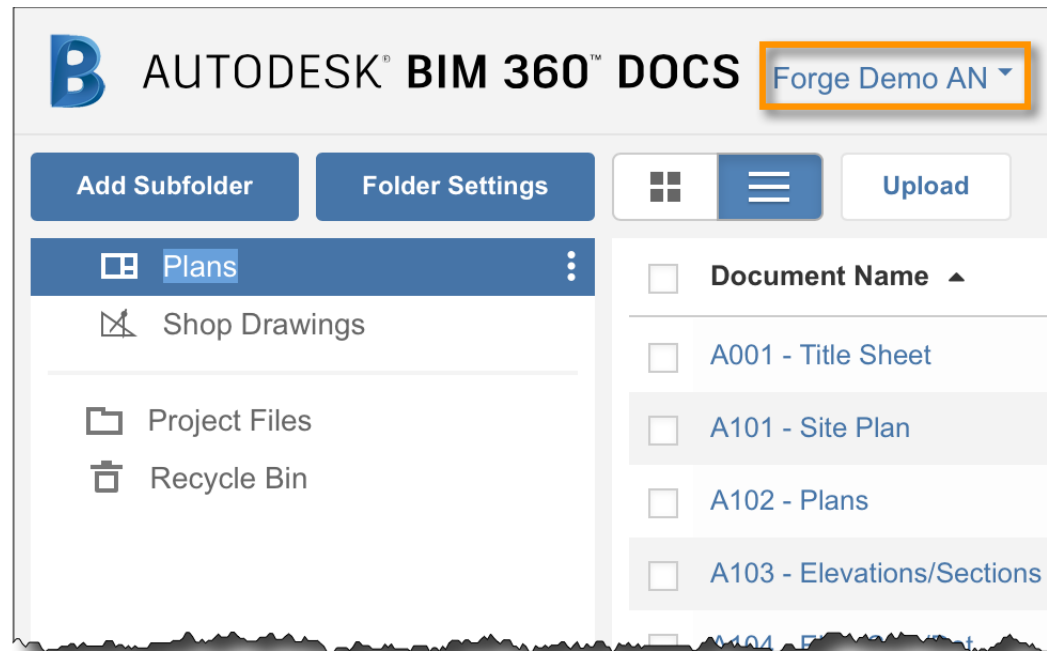 AUTODESK® BIM 360™ DOCS Forge Demo AN
Add Subfolder Folder Settings Upload
Plans
Shop Drawings
Project Files
Recycle Bin
Document Name
A001 - Title Sheet
A101 - Site Plan
A102 - Plans
A103 - Elevations/Sections
A104 -